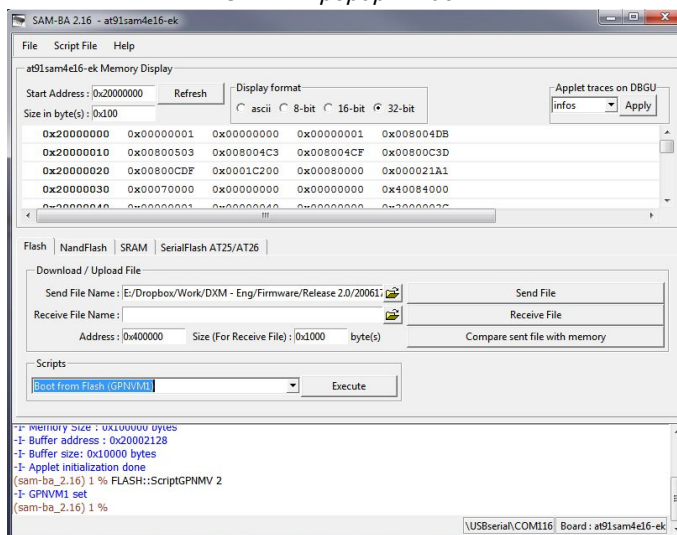 SAM-BA 2.16 - at91sam4e16-ek
File Script File Help
at91sam4e16-ek Memory Display
Start Address : 0x20000000 Refresh Display format Applet traces on DBGU
Size in byte(s) : 0x100 ascii 8-bit 16-bit 32-bit infos Apply
0x20000000 0x00000001 0x00000000 0x00000001 0x008004DB
0x20000010 0x00800503 0x008004C3 0x008004CF 0x00800C3D
0x20000020 0x00800CDF 0x0001C200 0x00080000 0x000021A1
0x20000030 0x00070000 0x00000000 0x00000000 0x40084000
Flash NandFlash SRAM SerialFlash AT25/AT26
Download / Upload File
Send File Name : E:/Dropbox/Work/DXM - Eng/Firmware/Release 2.0/200617 Send File
Receive File Name : Receive File
Address : 0x400000 Size (For Receive File) : 0x1000 byte(s) Compare sent file with memory
Scripts
Boot from Flash (GPNVM1) Execute
-I- Memory Size : 0x100000 bytes
-I- Buffer address : 0x20002128
-I- Buffer size: 0x10000 bytes
-I- Applet initialization done
(sam-ba_2.16) 1 % FLASH::ScriptGPNMV 2
-I- GPNVM1 set
(sam-ba_2.16) 1 %
\USBserial\COM116 Board : at91sam4e16-ek